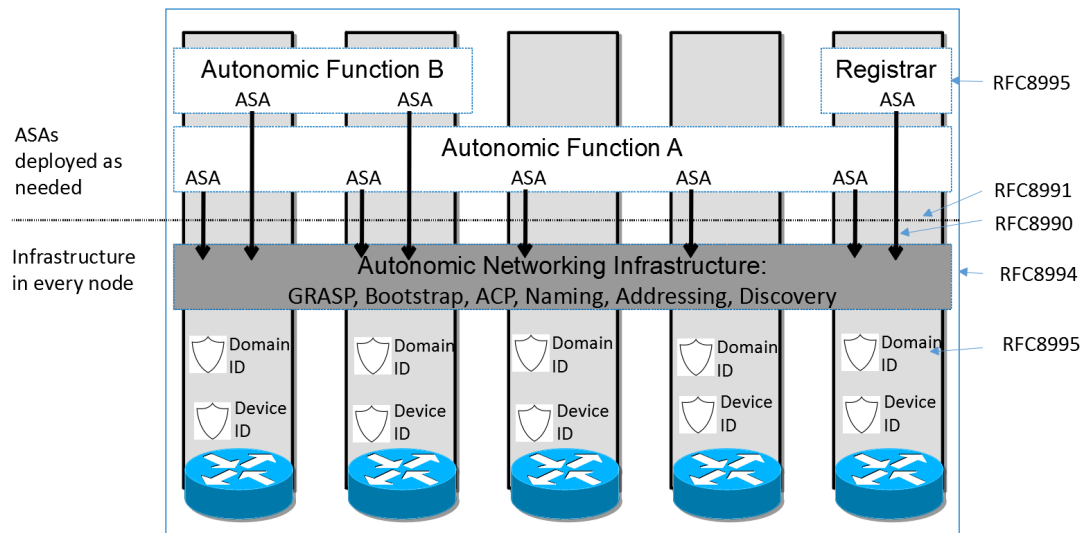 Autonomic Function B
Registrar
RFC8995
ASA
ASA
ASA
ASAs
deployed as
needed
Autonomic Function A
ASA
ASA
ASA
ASA
ASA
RFC8991
RFC8990
Infrastructure
in every node
Autonomic Networking Infrastructure:
GRASP, Bootstrap, ACP, Naming, Addressing, Discovery
RFC8994
Domain
ID
Domain
ID
Domain
ID
Domain
ID
Domain
ID
RFC8995
Device
ID
Device
ID
Device
ID
Device
ID
Device
ID